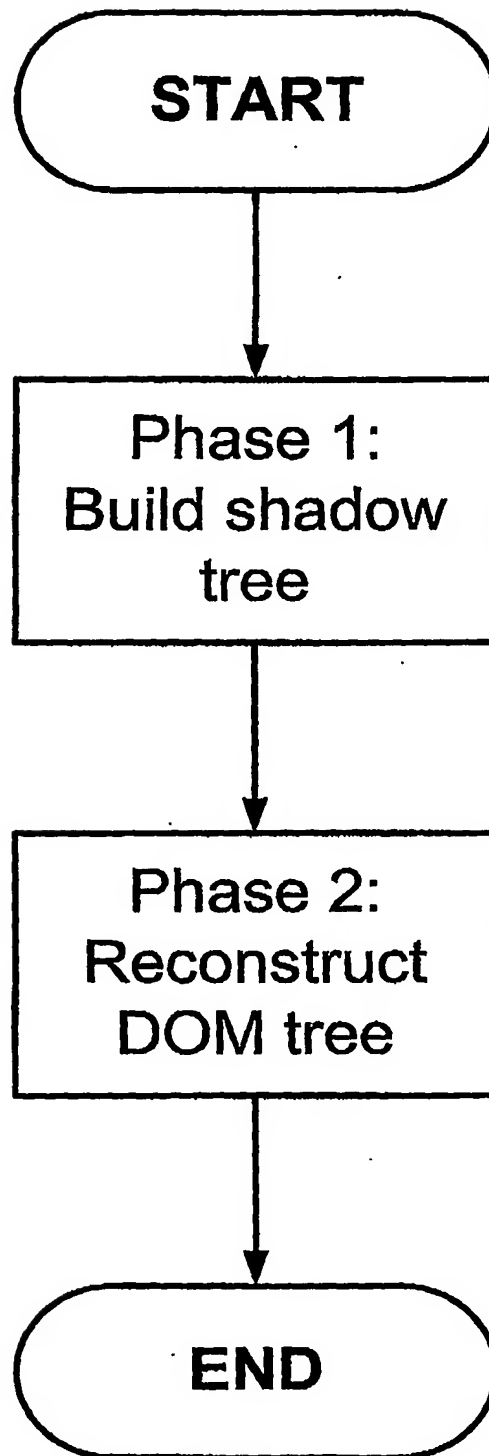 START
Phase 1:
Build shadow
tree
Phase 2:
Reconstruct
DOM tree
END